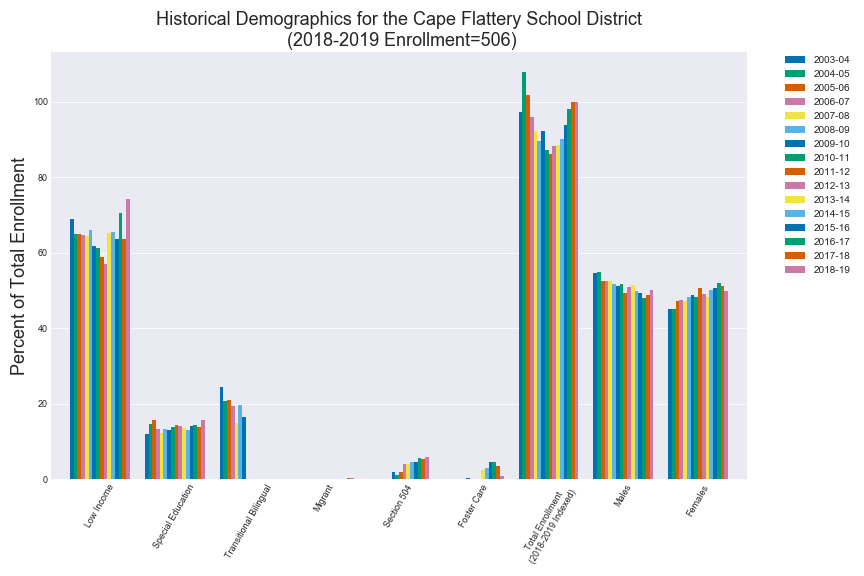 Historical Demographics for the Cape Flattery School District
(2018-2019 Enrollment=506)
Percent of Total Enrollment
100
80
60
40
20
0
Low Income
Special Education
Transitional Bilingual
Migrant
Section 504
Foster Care
Total Enrollment
(2018-2019 Indexed)
Males
Females
2003-04
2004-05
2005-06
2006-07
2007-08
2008-09
2009-10
2010-11
2011-12
2012-13
2013-14
2014-15
2015-16
2016-17
2017-18
2018-19